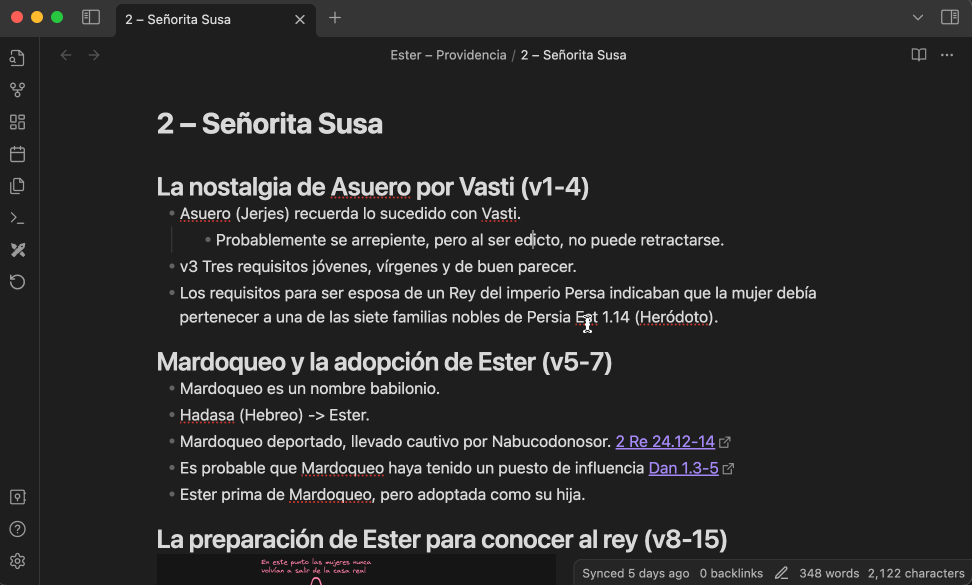 2 – Señorita Susa
Ester – Providencia / 2 – Señorita Susa
2 – Señorita Susa
La nostalgia de Asuero por Vasti (v1-4)
Asuero (Jerjes) recuerda lo sucedido con Vasti.
Probablemente se arrepiente, pero al ser edicto, no puede retractarse.
v3 Tres requisitos jóvenes, vírgenes y de buen parecer.
Los requisitos para ser esposa de un Rey del imperio Persa indicaban que la mujer debía
pertenecer a una de las siete familias nobles de Persia Est 1.14 (Heródoto).
Mardoqueo y la adopción de Ester (v5-7)
Mardoqueo es un nombre babilonio.
Hadasa (Hebreo) -> Ester.
Mardoqueo deportado, llevado cautivo por Nabucodonosor. 2 Re 24.12-14
Es probable que Mardoqueo haya tenido un puesto de influencia Dan 1.3-5
Ester prima de Mardoqueo, pero adoptada como su hija.
La preparación de Ester para conocer al rey (v8-15)
En este punto las mujeres nunca
volvían a salir de la casa real
Synced 5 days ago 0 backlinks 348 words 2,122 characters